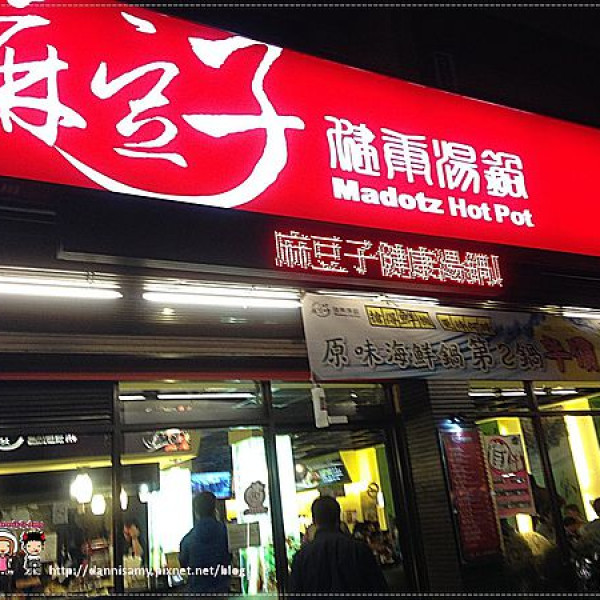 麻豆子
健康湯鍋
Madotz Hot Pot
麻豆子健康湯鍋
原味海鮮鍋第2鍋半價
http://dannisamy.pixnet.net/blog